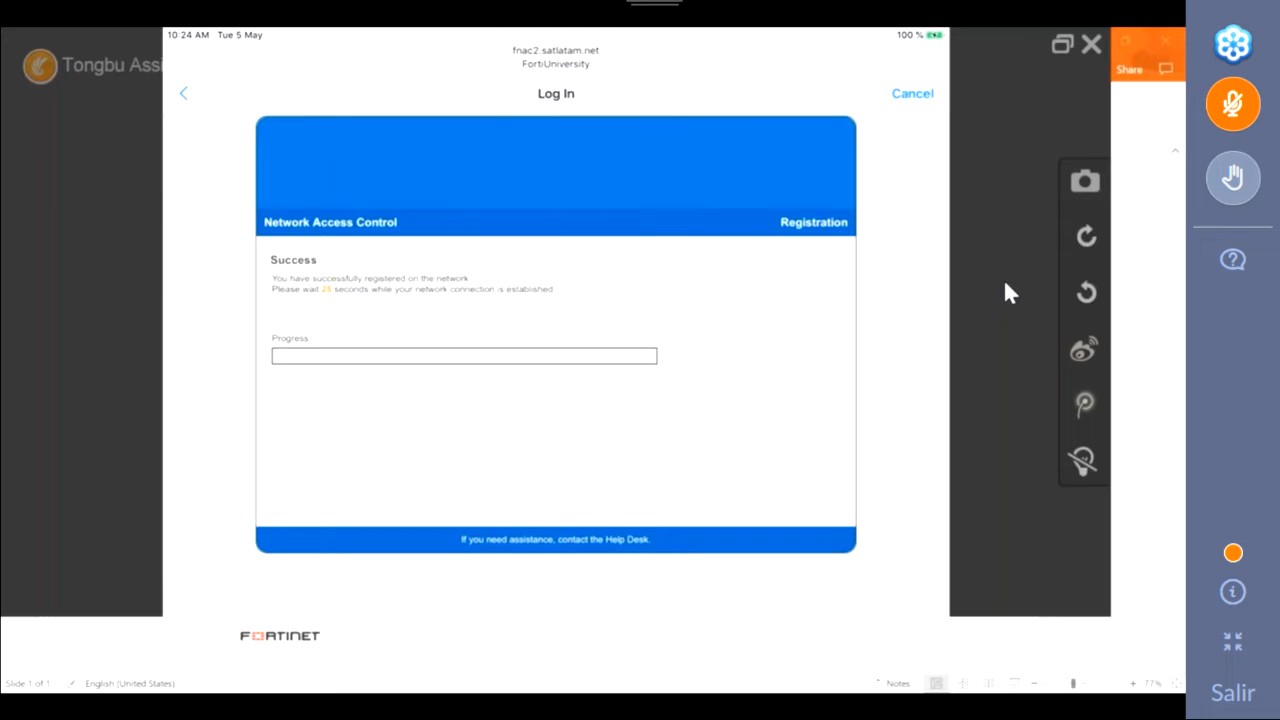 10:24 AM Tue 5 May
100 %
fnac2.satlatam.net
FortiUniversity
Tongbu Assi
Share
Log In
Cancel
Network Access Control
Registration
Success
You have successfully registered on the network
Please wait 25 seconds while your network connection is established
Progress
If you need assistance, contact the Help Desk.
FORTINET
Slide 1 of 1
English (United States)
Notes
77%
Salir